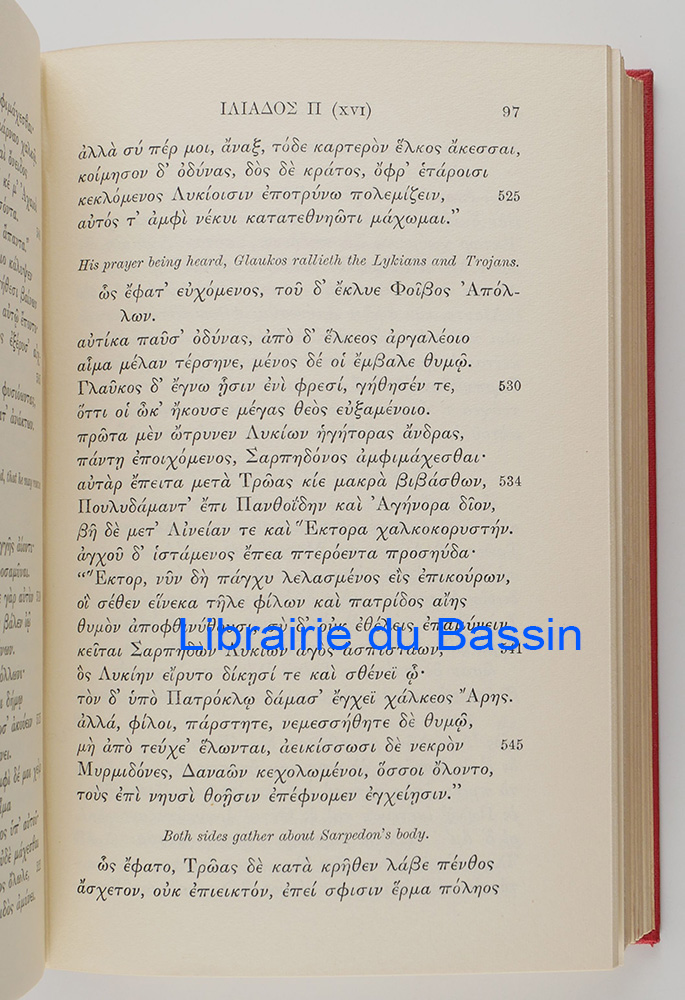 ΙΛΙΑΔΟΣ Π (XVI) 97
ἀλλὰ σύ πέρ μοι, ἄναξ, τόδε καρτερὸν ἕλκος ἄκεσσαι,
κοίμησον δ' ὀδύνας, δὸς δὲ κράτος, ὄφρ' ἑτάροισι
κεκλόμενος Λυκίοισιν ἐποτρύνω πολεμίζειν, 525
αὐτός τ' ἀμφὶ νέκυι κατατεθνηῶτι μάχωμαι."
His prayer being heard, Glaukos rallieth the Lykians and Trojans.
ὣς ἔφατ' εὐχόμενος, τοῦ δ' ἔκλυε Φοῖβος Ἀπόλ-
λων.
αὐτίκα παῦσ' ὀδύνας, ἀπὸ δ' ἕλκεος ἀργαλέοιο
αἷμα μέλαν τέρσηνε, μένος δέ οἱ ἔμβαλε θυμῷ.
Γλαῦκος δ' ἔγνω ᾗσιν ἐνὶ φρεσί, γήθησέν τε, 530
ὅττι οἱ ὦκ' ἤκουσε μέγας θεὸς εὐξαμένοιο.
πρῶτα μὲν ὤτρυνεν Λυκίων ἡγήτορας ἄνδρας,
πάντῃ ἐποιχόμενος, Σαρπηδόνος ἀμφιμάχεσθαι·
αὐτὰρ ἔπειτα μετὰ Τρῶας κίε μακρὰ βιβάσθων, 534
Πουλυδάμαντ' ἔπι Πανθοΐδην καὶ Ἀγήνορα δῖον,
βῆ δὲ μετ' Αἰνείαν τε καὶ Ἕκτορα χαλκοκορυστήν.
ἀγχοῦ δ' ἱστάμενος ἔπεα πτερόεντα προσηύδα·
"Ἕκτορ, νῦν δὴ πάγχυ λελασμένος εἰς ἐπικούρων,
οἳ σέθεν εἵνεκα τῆλε φίλων καὶ πατρίδος αἴης
θυμὸν ἀποφθινύθουσι, σὺ δ' οὐκ ἐθέλεις ἐπαμύνειν.
κεῖται Σαρπηδὼν Λυκίων ἀγὸς ἀσπιστάων, 541
ὃς Λυκίην εἴρυτο δίκῃσί τε καὶ σθένεϊ ᾧ·
τὸν δ' ὑπὸ Πατρόκλῳ δάμασ' ἔγχεϊ χάλκεος Ἄρης.
ἀλλά, φίλοι, πάρστητε, νεμεσσήθητε δὲ θυμῷ,
μὴ ἀπὸ τεύχε' ἕλωνται, ἀεικίσσωσι δὲ νεκρὸν 545
Μυρμιδόνες, Δαναῶν κεχολωμένοι, ὅσσοι ὄλοντο,
τοὺς ἐπὶ νηυσὶ θοῇσιν ἐπέφνομεν ἐγχείῃσιν."
Both sides gather about Sarpedon's body.
ὣς ἔφατο, Τρῶας δὲ κατὰ κρῆθεν λάβε πένθος
ἄσχετον, οὐκ ἐπιεικτόν, ἐπεί σφισιν ἕρμα πόληος
Librairie du Bassin